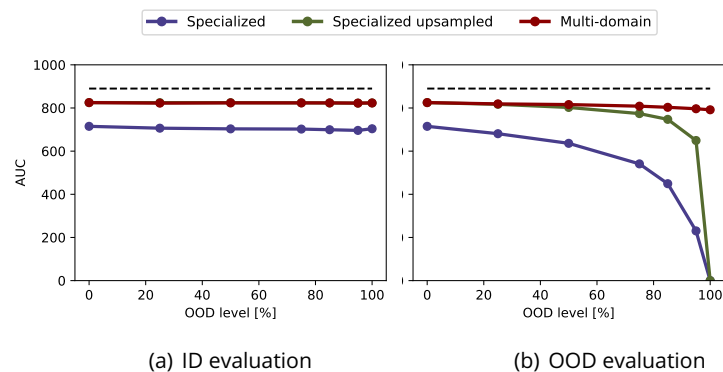 Specialized Specialized upsampled Multi-domain
1000
800
600
400
200
0
AUC
0 20 40 60 80 100
OOD level [%]
0 20 40 60 80 100
OOD level [%]
(a) ID evaluation
(b) OOD evaluation